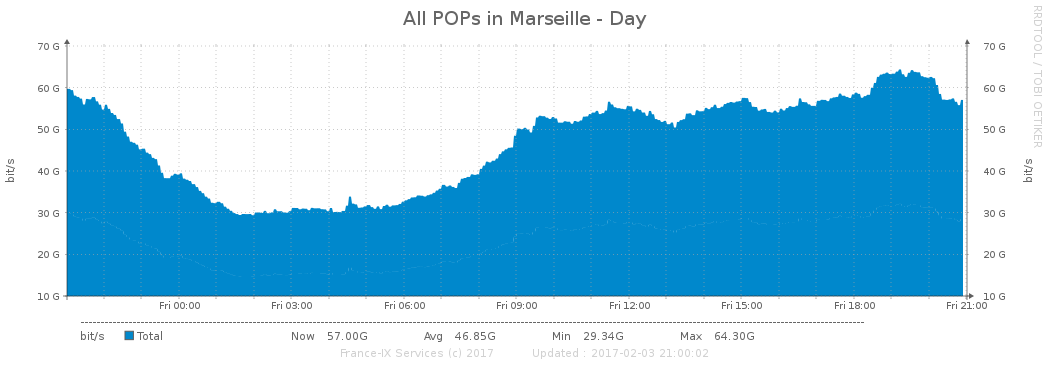 All POPs in Marseille - Day
RRDTOOL / TOBI OETIKER
70 G 70 G
60 G 60 G
50 G 50 G
40 G 40 G
30 G 30 G
20 G 20 G
10 G 10 G
bit/s
bit/s
Fri 00:00 Fri 03:00 Fri 06:00 Fri 09:00 Fri 12:00 Fri 15:00 Fri 18:00 Fri 21:00
bit/s Total Now 57.00G Avg 46.85G Min 29.34G Max 64.30G
France-IX Services (c) 2017 Updated : 2017-02-03 21:00:02